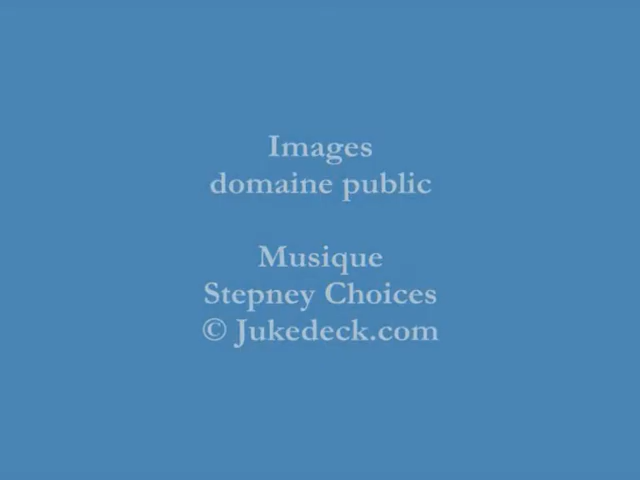 Images
domaine public
Musique
Stepney Choices
© Jukedeck.com